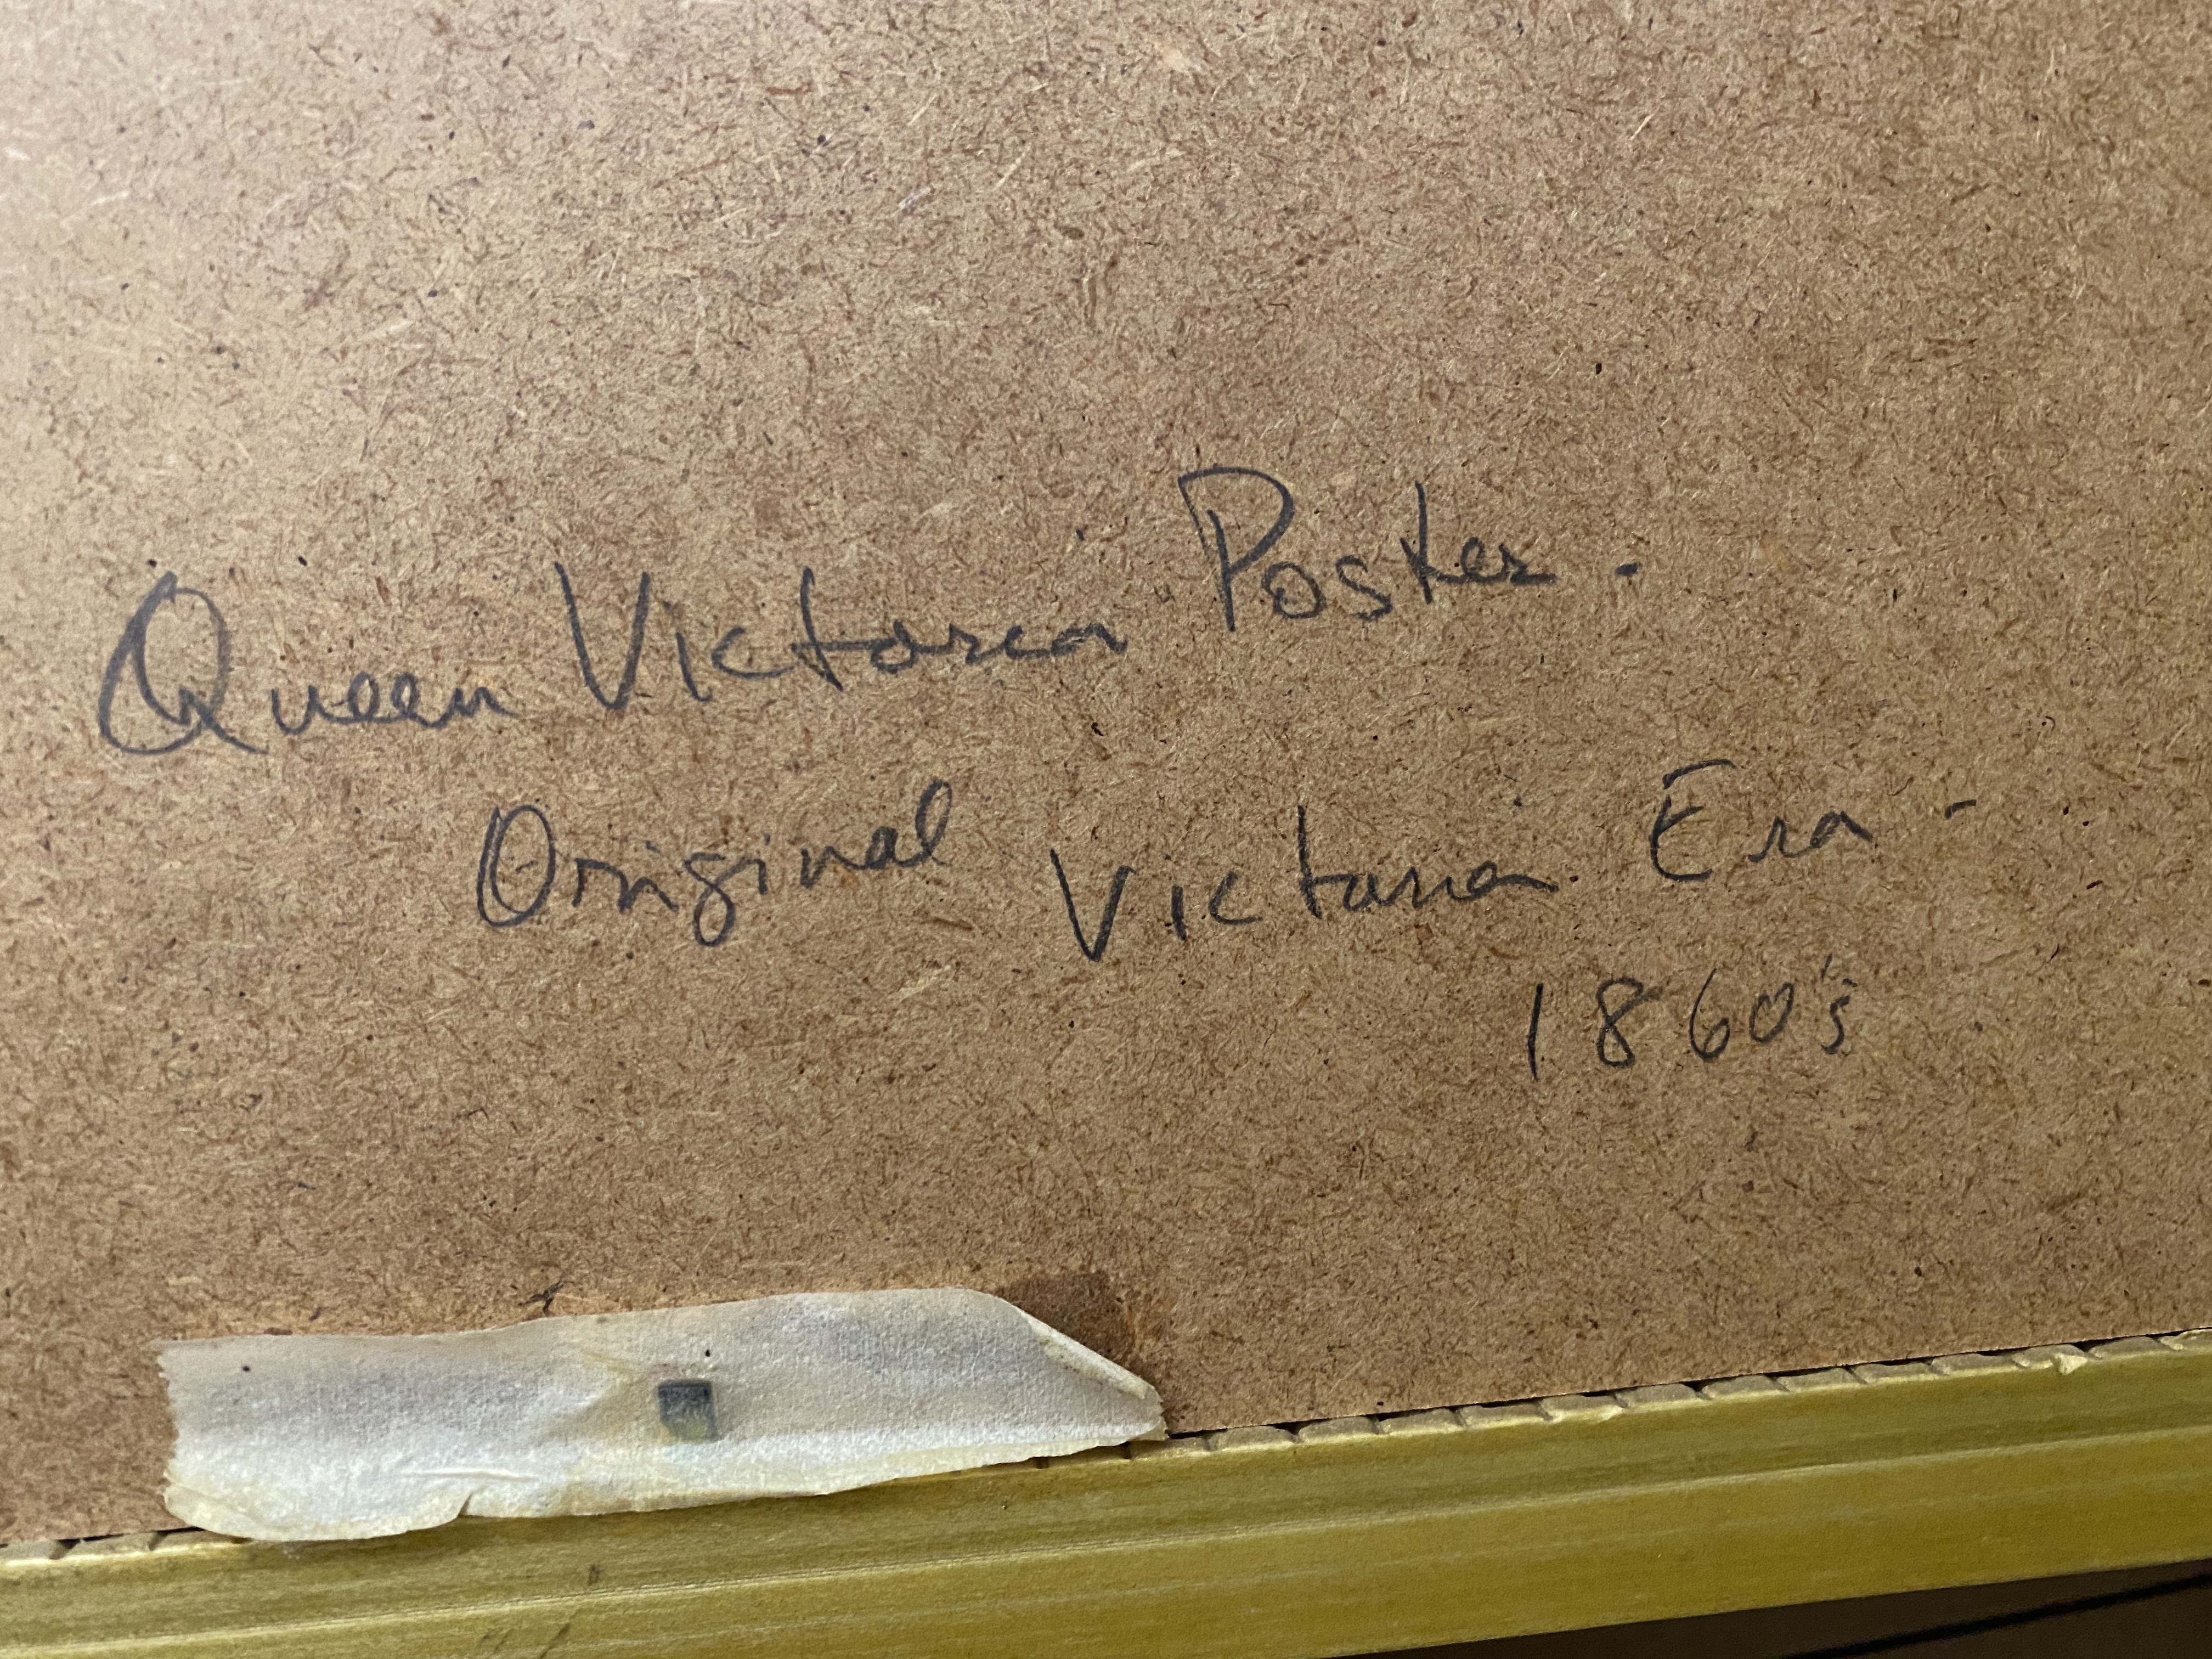 Queen Victoria Poster.
Original Victoria Era -
1860's